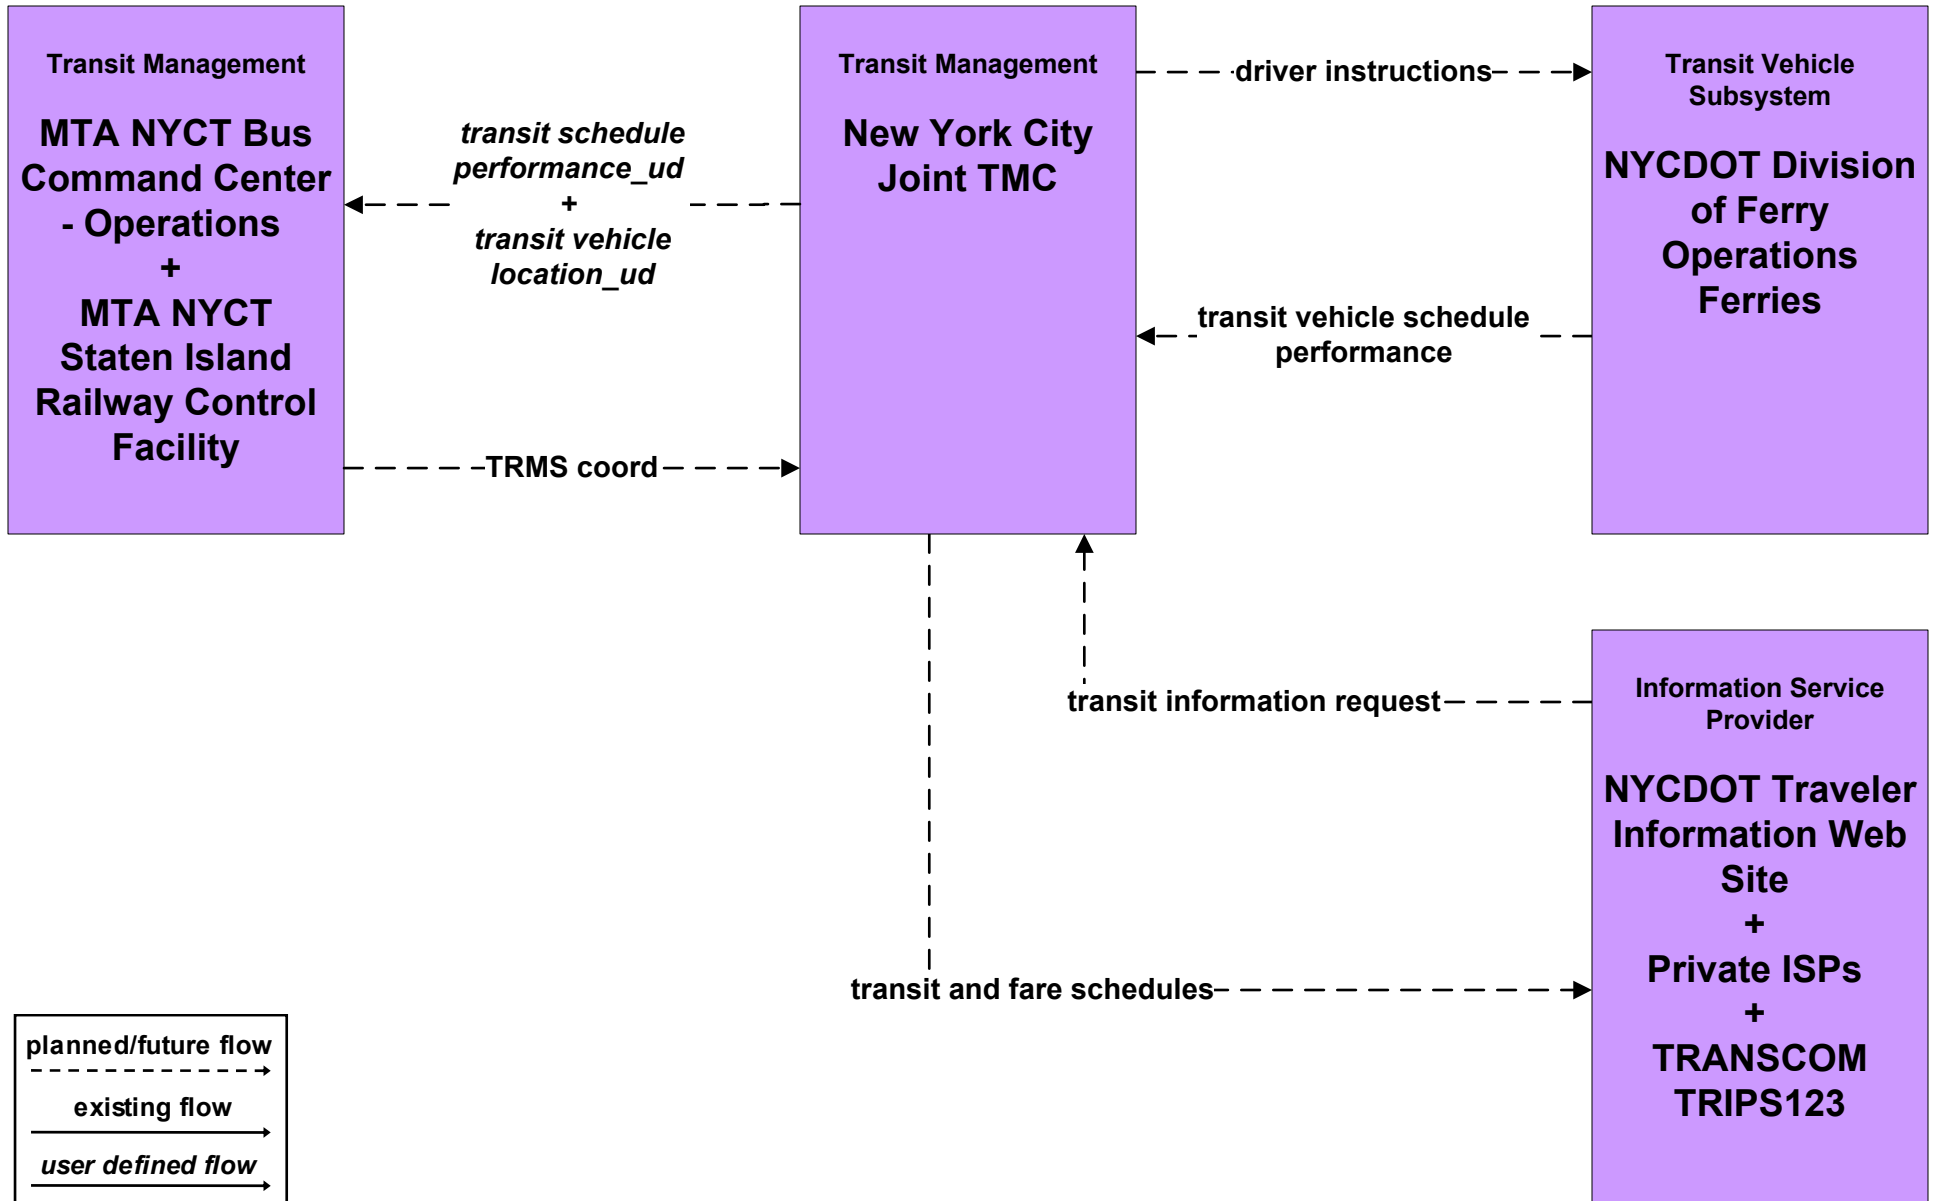 Transit Management
MTA NYCT Bus
Command Center
- Operations
+
MTA NYCT
Staten Island
Railway Control
Facility
transit schedule
performance_ud
+
transit vehicle
location_ud
TRMS coord
Transit Management
New York City
Joint TMC
driver instructions
transit vehicle schedule
performance
Transit Vehicle
Subsystem
NYCDOT Division
of Ferry
Operations
Ferries
transit information request
transit and fare schedules
Information Service
Provider
NYCDOT Traveler
Information Web
Site
+
Private ISPs
+
TRANSCOM
TRIPS123
planned/future flow
existing flow
user defined flow